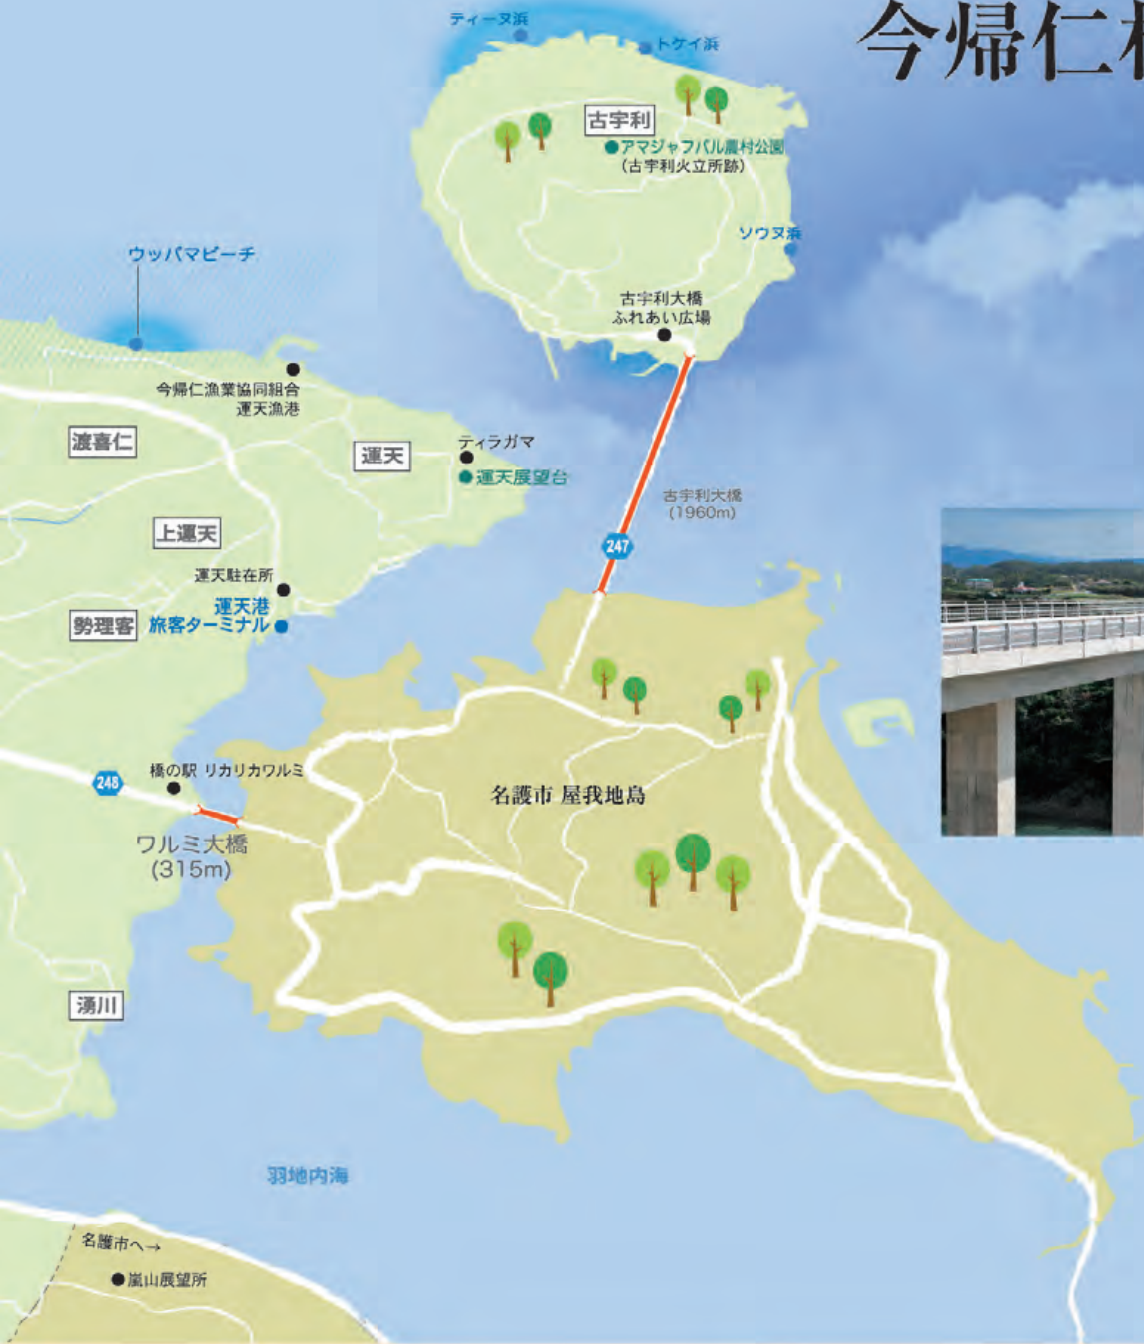 今帰仁
ティーヌ浜
トケイ浜
古宇利
アマジャフバル農村公園
(古宇利火立所跡)
ソウヌ浜
ウッパマビーチ
古宇利大橋
ふれあい広場
今帰仁漁業協同組合
運天漁港
渡喜仁
運天
ティラガマ
運天展望台
古宇利大橋
(1960m)
247
上運天
運天駐在所
運天港
旅客ターミナル
勢理客
248
橋の駅 リカリカワルミ
ワルミ大橋
(315m)
名護市 屋我地島
湧川
羽地内海
名護市へ→
嵐山展望所